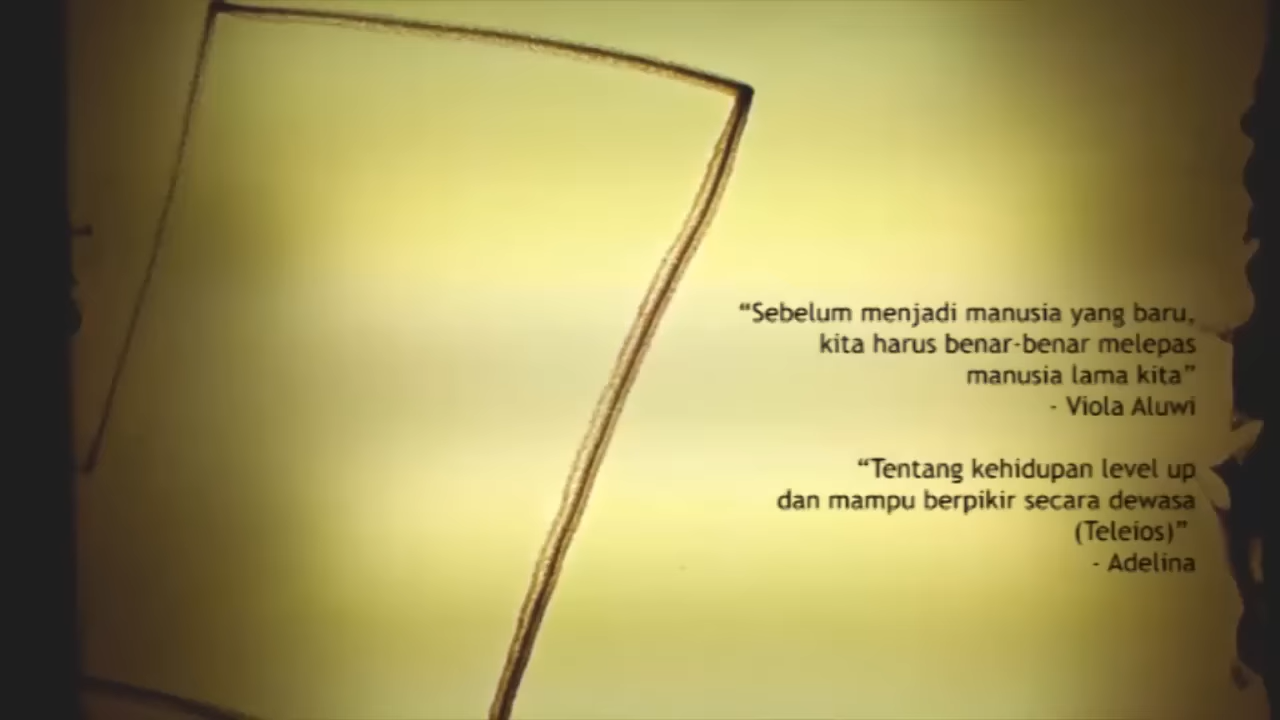 “Sebelum menjadi manusia yang baru,
kita harus benar-benar melepas
manusia lama kita”
- Viola Aluwi
“Tentang kehidupan level up
dan mampu berpikir secara dewasa
(Teleios)”
- Adelina